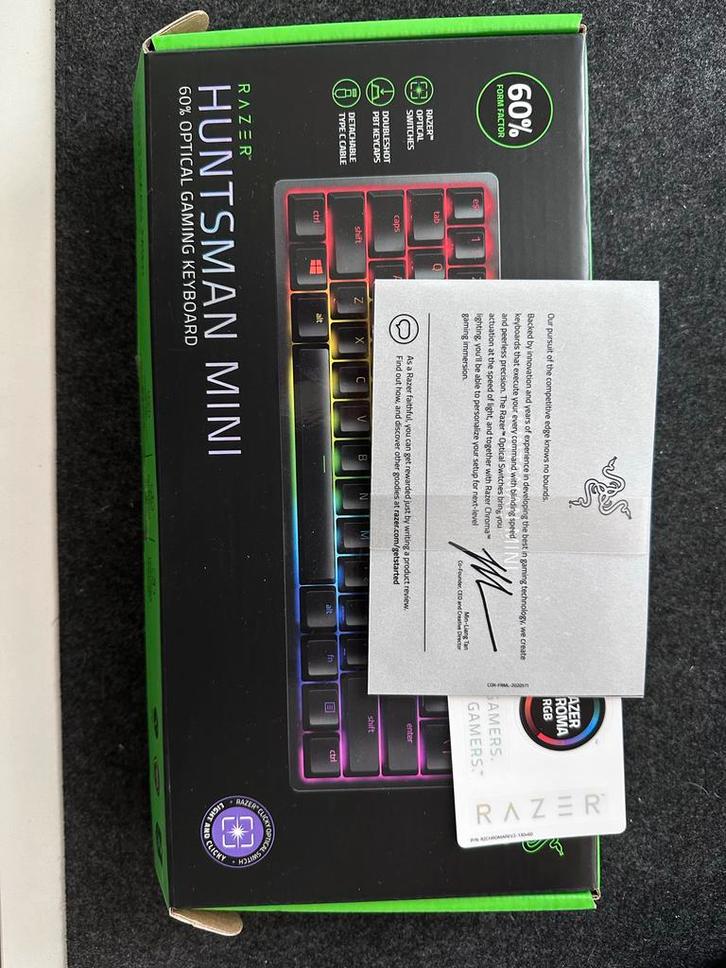 60%
FORM FACTOR
RAZER™
OPTICAL
SWITCHES
DOUBLESHOT
PBT KEYCAPS
DETACHABLE
TYPE C CABLE
RAZER™
HUNTSMAN MINI
60% OPTICAL GAMING KEYBOARD
esc
1
tab
Q
caps
A
shift
Z
X
C
V
B
N
M
shift
enter
ctrl
alt
alt
fn
ctrl
Our pursuit of the competitive edge knows no bounds.
Backed by innovation and years of experience in developing the best in gaming technology, we create
keyboards that execute your every command with blinding speed
and peerless precision. The Razer™ Optical Switches bring you
actuation at the speed of light, and together with Razer Chroma™
lighting, you'll be able to personalize your setup for next-level
gaming immersion.
Min-Liang Tan
Co-Founder, CEO and Creative Director
As a Razer faithful, you can get rewarded just by writing a product review.
Find out how, and discover other goodies at razer.com/getstarted
RGB
GAMERS.
GAMERS.™
RAZER™
RAZER™ CLICKY OPTICAL SWITCH
LIGHT AND CLICKY